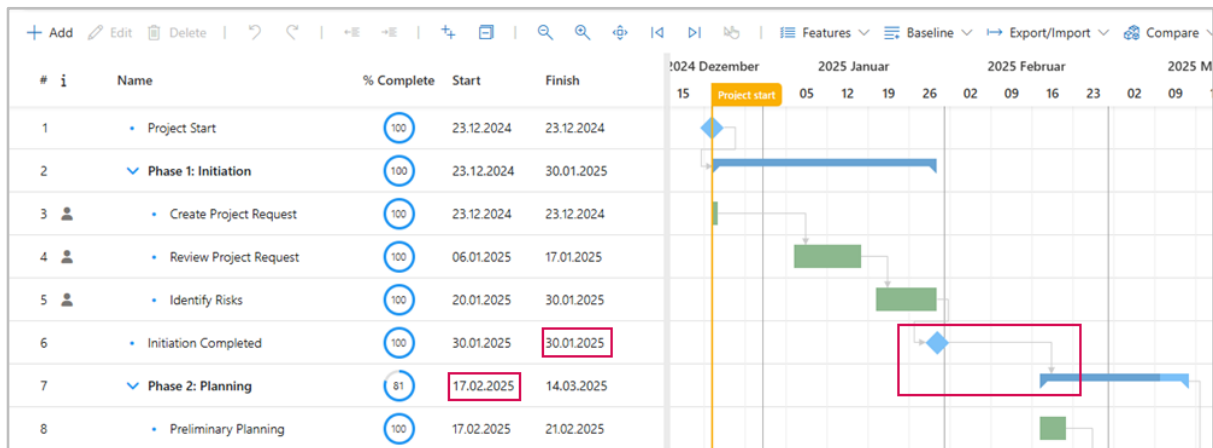 Add Edit Delete Features Baseline Export/Import Compare
2024 Dezember 2025 Januar 2025 Februar 2025 M
# i Name % Complete Start Finish
15 Project start 05 12 19 26 02 09 16 23 02 09
1 Project Start 100 23.12.2024 23.12.2024
2 Phase 1: Initiation 100 23.12.2024 30.01.2025
3 Create Project Request 100 23.12.2024 23.12.2024
4 Review Project Request 100 06.01.2025 17.01.2025
5 Identify Risks 100 20.01.2025 30.01.2025
6 Initiation Completed 100 30.01.2025 30.01.2025
7 Phase 2: Planning 81 17.02.2025 14.03.2025
8 Preliminary Planning 100 17.02.2025 21.02.2025